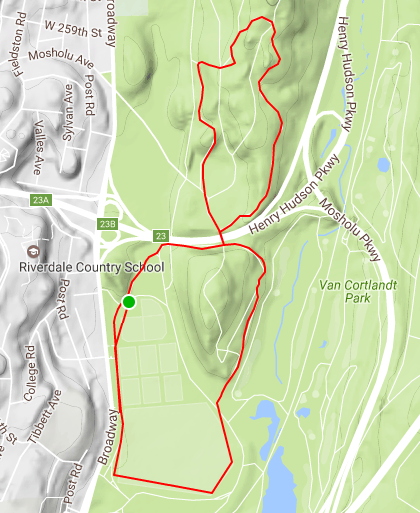 W 259th St
Broadway
Fieldston Rd
Mosholu Ave
Post Rd
Sylvan Ave
Valles Ave
Henry Hudson Pkwy
Henry Hudson Pkwy
Mosholu Pkwy
23A
23B
23
Riverdale Country School
Van Cortlandt
Park
Post Rd
College Rd
Tibbett Ave
Broadway
Post Rd
th St